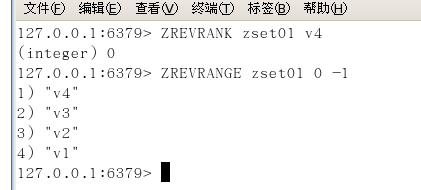 文件(F) 编辑(E) 查看(V) 终端(T) 标签(B) 帮助(H)
127.0.0.1:6379> ZREVRANK zset01 v4
(integer) 0
127.0.0.1:6379> ZREVRANGE zset01 0 -1
1) "v4"
2) "v3"
3) "v2"
4) "v1"
127.0.0.1:6379>